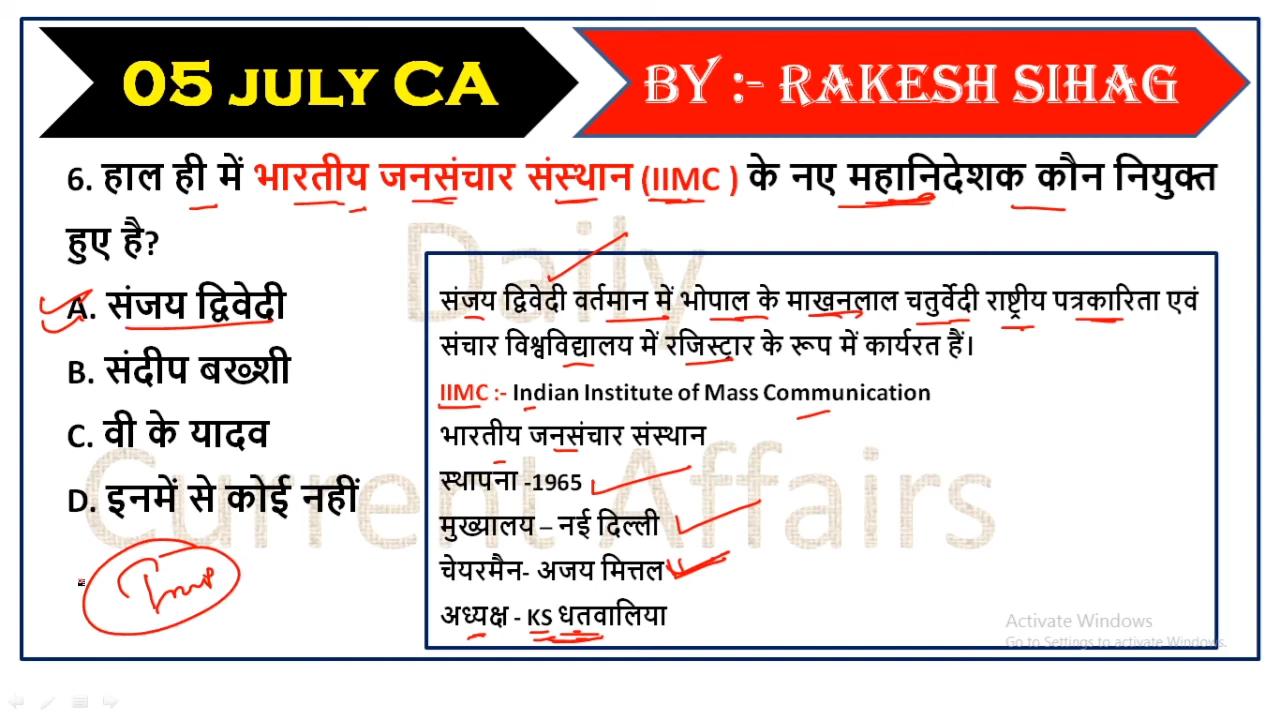 05 JULY CA
BY :- RAKESH SIHAG
6. हाल ही में भारतीय जनसंचार संस्थान (IIMC ) के नए महानिदेशक कौन नियुक्त
हुए है?
A. संजय द्विवेदी
B. संदीप बख्शी
C. वी के यादव
D. इनमें से कोई नहीं
Imp
संजय द्विवेदी वर्तमान में भोपाल के माखनलाल चतुर्वेदी राष्ट्रीय पत्रकारिता एवं
संचार विश्वविद्यालय में रजिस्ट्रार के रूप में कार्यरत हैं।
IIMC :- Indian Institute of Mass Communication
भारतीय जनसंचार संस्थान
स्थापना -1965
मुख्यालय – नई दिल्ली
चेयरमैन- अजय मित्तल
अध्यक्ष - KS धतवालिया
Daily
Current Affairs
Activate Windows
Go to Settings to activate Windows.